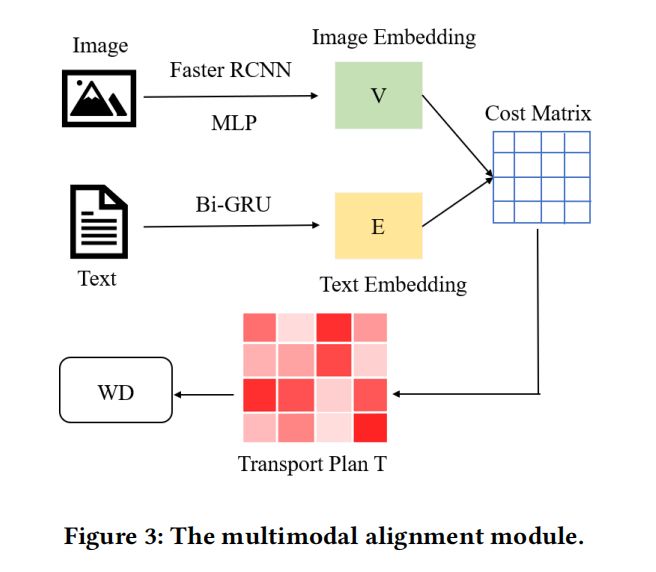 Image
Image Embedding
Faster RCNN
MLP
V
Cost Matrix
Bi-GRU
E
Text
Text Embedding
WD
Transport Plan T
Figure 3: The multimodal alignment module.